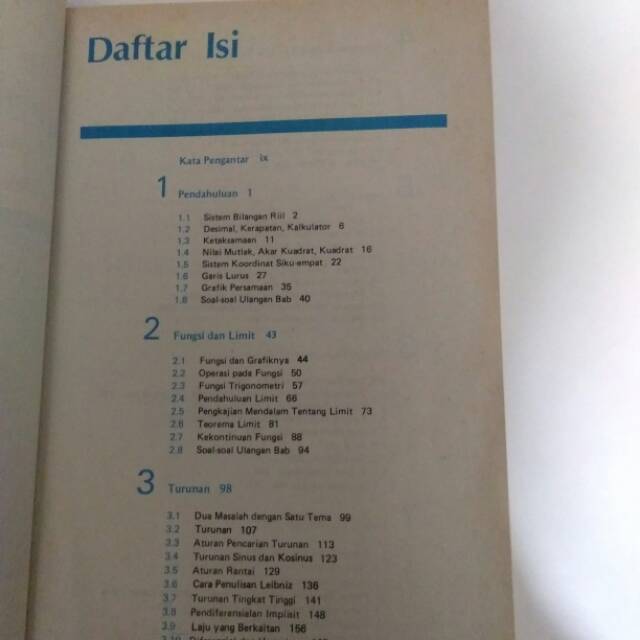 Daftar Isi
Kata Pengantar ix
1 Pendahuluan 1
1.1 Sistem Bilangan Riil 2
1.2 Desimal, Kerapatan, Kalkulator 6
1.3 Ketaksamaan 11
1.4 Nilai Mutlak, Akar Kuadrat, Kuadrat 16
1.5 Sistem Koordinat Siku-empat 22
1.6 Garis Lurus 27
1.7 Grafik Persamaan 35
1.8 Soal-soal Ulangan Bab 40
2 Fungsi dan Limit 43
2.1 Fungsi dan Grafiknya 44
2.2 Operasi pada Fungsi 50
2.3 Fungsi Trigonometri 57
2.4 Pendahuluan Limit 66
2.5 Pengkajian Mendalam Tentang Limit 73
2.6 Teorema Limit 81
2.7 Kekontinuan Fungsi 88
2.8 Soal-soal Ulangan Bab 94
3 Turunan 98
3.1 Dua Masalah dengan Satu Tema 99
3.2 Turunan 107
3.3 Aturan Pencarian Turunan 113
3.4 Turunan Sinus dan Kosinus 123
3.5 Aturan Rantai 129
3.6 Cara Penulisan Leibniz 136
3.7 Turunan Tingkat Tinggi 141
3.8 Pendiferensialan Implisit 148
3.9 Laju yang Berkaitan 156
3.10